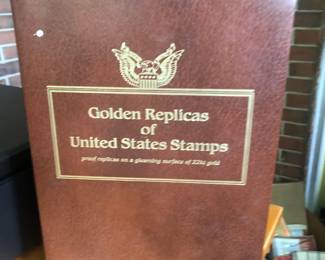 Golden Replicas
of
United States Stamps
proof replicas on a gleaming surface of 22kt gold